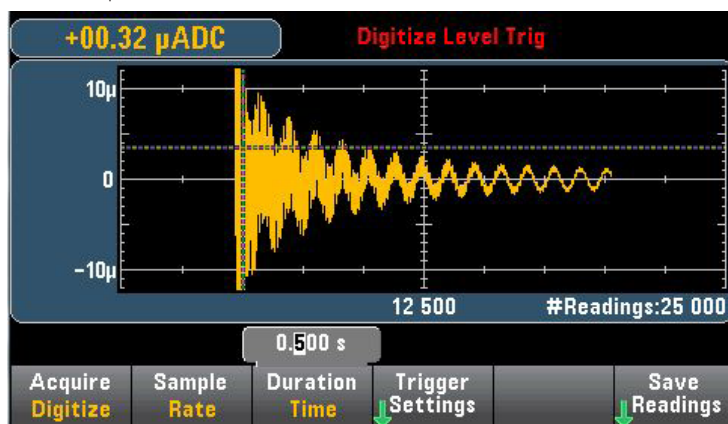 +00.32 µADC
Digitize Level Trig
10µ
0
-10µ
12 500
#Readings:25 000
0.500 s
Acquire
Digitize
Sample
Rate
Duration
Time
Trigger
Settings
Save
Readings